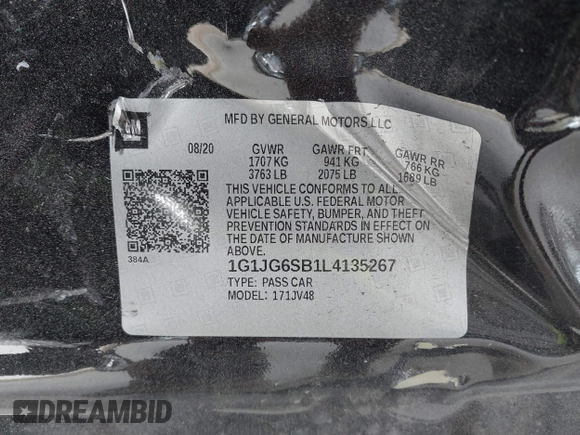 MFD BY GENERAL MOTORS LLC
08/20 GVWR GAWR FRT GAWR RR
1707 KG 941 KG 766 KG
3763 LB 2075 LB 1689 LB
THIS VEHICLE CONFORMS TO ALL
APPLICABLE U.S. FEDERAL MOTOR
VEHICLE SAFETY, BUMPER, AND THEFT
PREVENTION STANDARDS IN EFFECT ON
THE DATE OF MANUFACTURE SHOWN
ABOVE.
384A
1G1JG6SB1L4135267
TYPE: PASS CAR
MODEL: 171JV48
DREAMBID